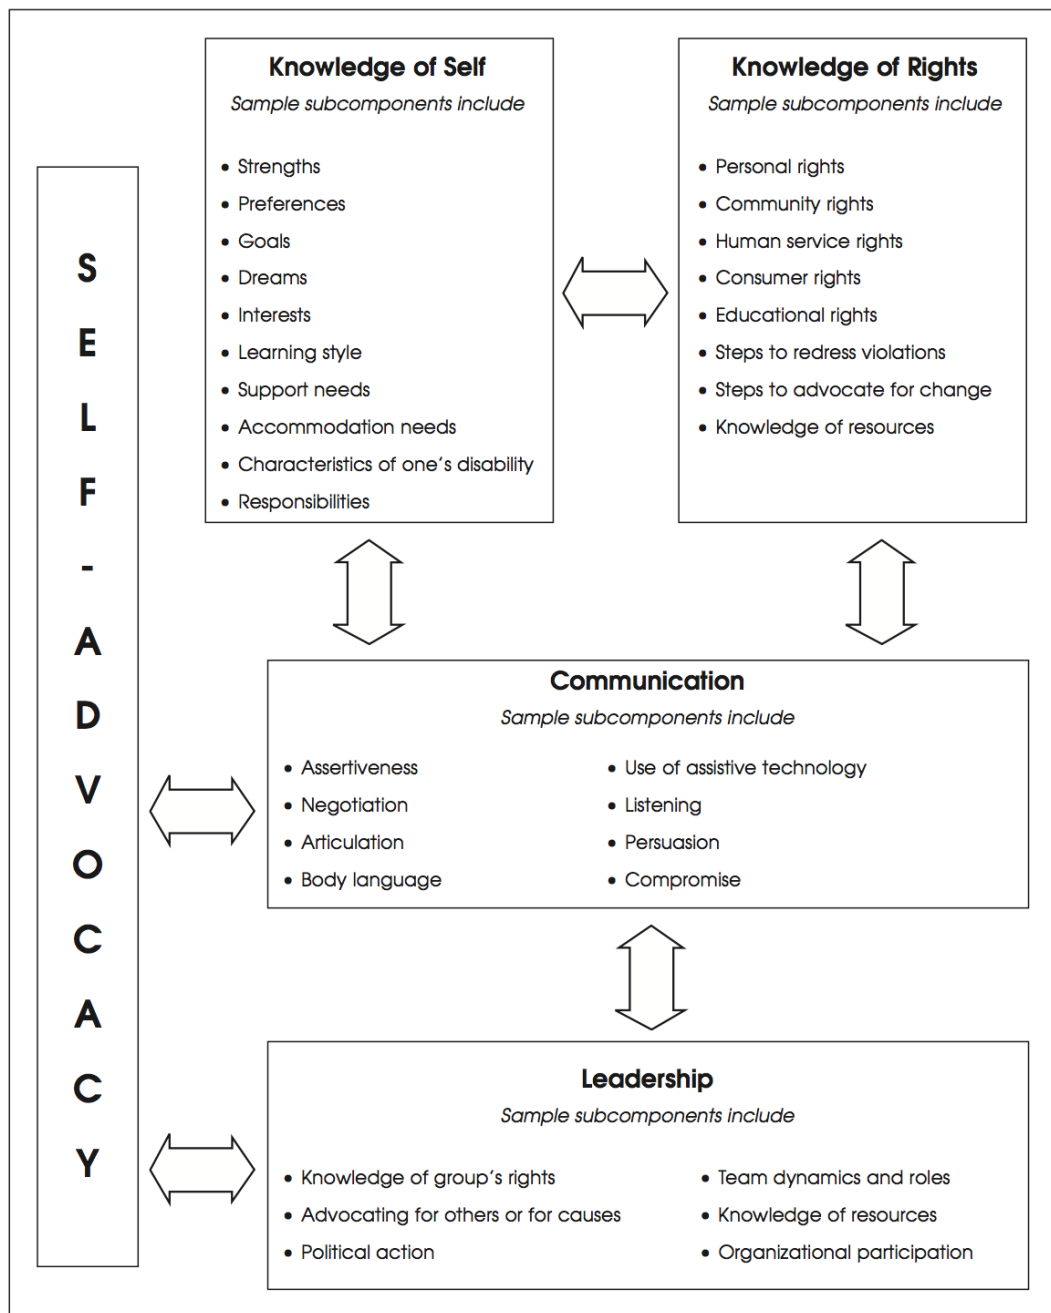 Knowledge of Self
Sample subcomponents include
• Strengths
• Preferences
• Goals
• Dreams
• Interests
• Learning style
• Support needs
• Accommodation needs
• Characteristics of one's disability
• Responsibilities
Knowledge of Rights
Sample subcomponents include
• Personal rights
• Community rights
• Human service rights
• Consumer rights
• Educational rights
• Steps to redress violations
• Steps to advocate for change
• Knowledge of resources
S
E
L
F
-
A
D
V
O
C
A
C
Y
Communication
Sample subcomponents include
• Assertiveness
• Negotiation
• Articulation
• Body language
• Use of assistive technology
• Listening
• Persuasion
• Compromise
Leadership
Sample subcomponents include
• Knowledge of group's rights
• Advocating for others or for causes
• Political action
• Team dynamics and roles
• Knowledge of resources
• Organizational participation